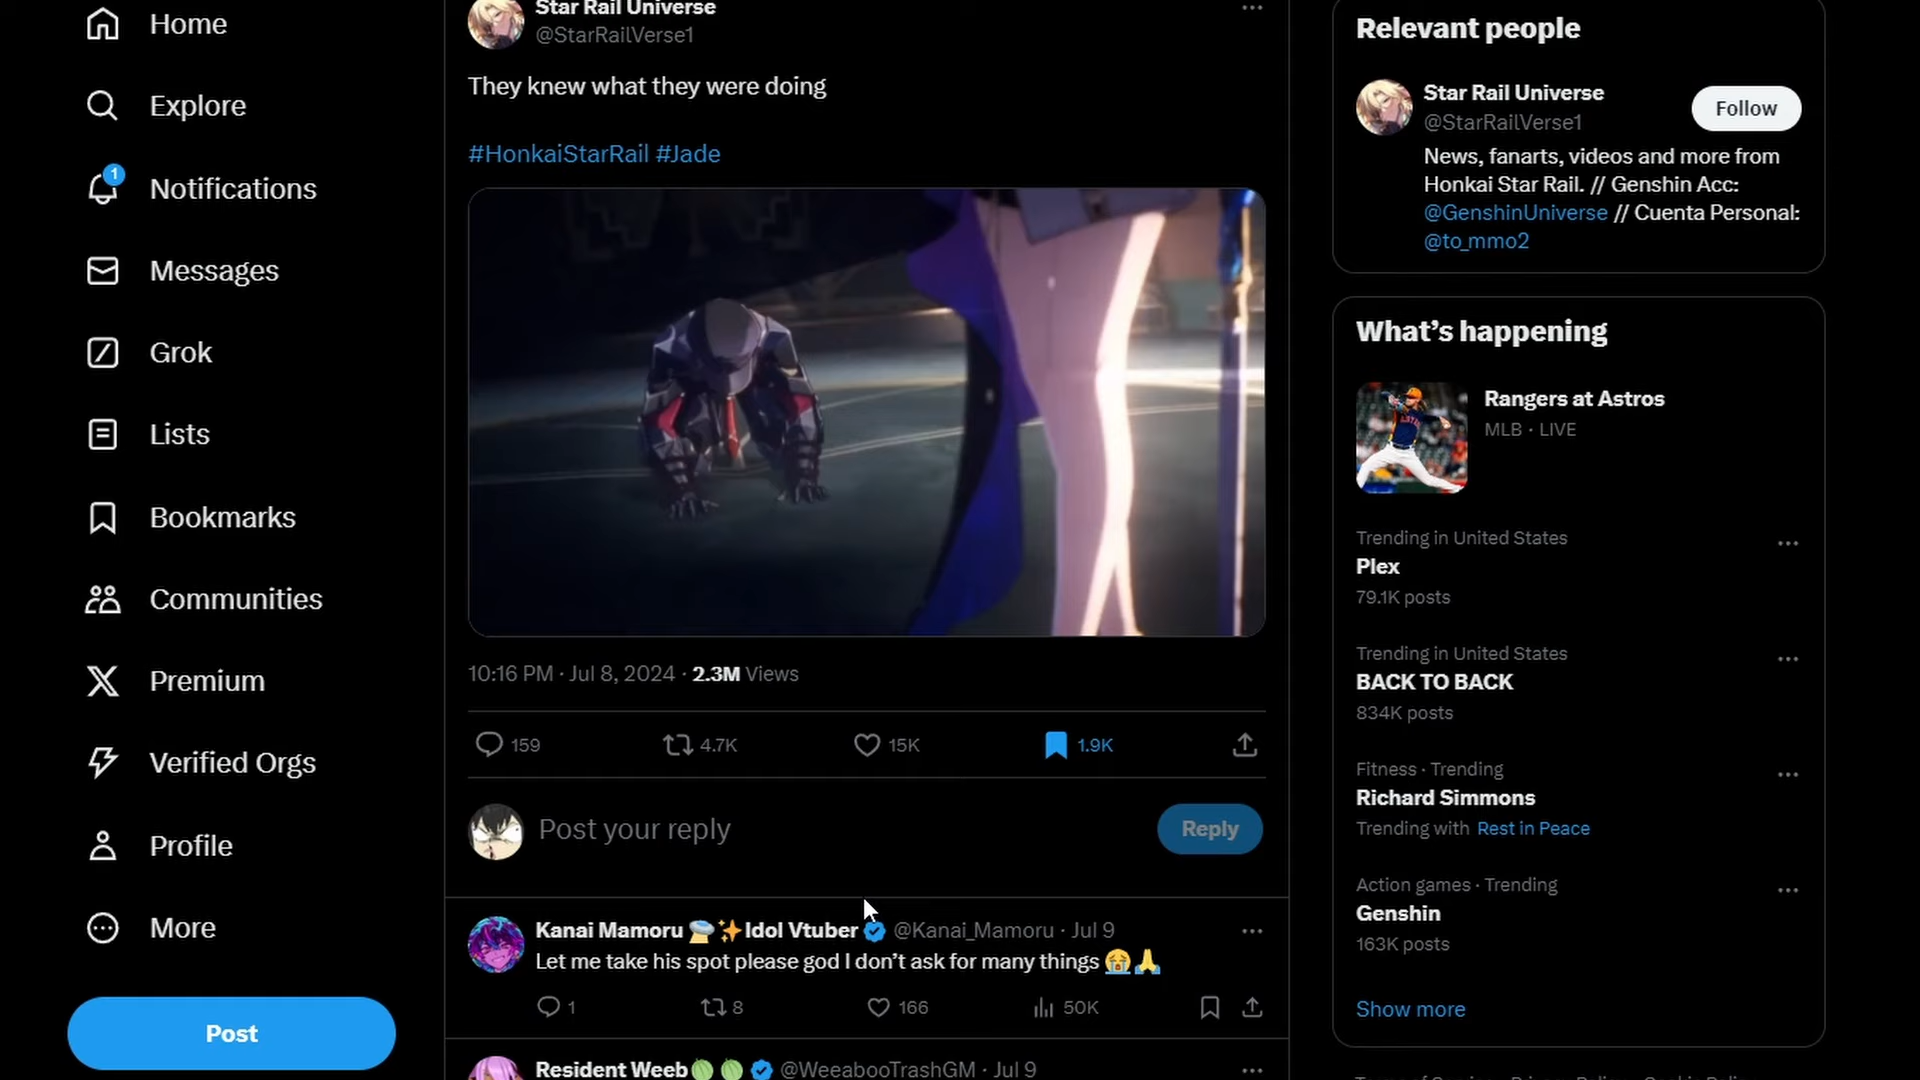 Home
Explore
1
Notifications
Messages
Grok
Lists
Bookmarks
Communities
Premium
Verified Orgs
Profile
More
Post
Star Rail Universe
@StarRailVerse1
They knew what they were doing
#HonkaiStarRail #Jade
10:16 PM · Jul 8, 2024 · 2.3M Views
159 4.7K 15K 1.9K
Post your reply
Reply
Kanai Mamoru Idol Vtuber @Kanai_Mamoru · Jul 9
Let me take his spot please god I don’t ask for many things 😭🙏
1 8 166 50K
Resident Weeb @WeeabooTrashGM · Jul 9
Relevant people
Star Rail Universe
@StarRailVerse1
Follow
News, fanarts, videos and more from
Honkai Star Rail. // Genshin Acc:
@GenshinUniverse // Cuenta Personal:
@to_mmo2
What’s happening
Rangers at Astros
MLB · LIVE
Trending in United States
Plex
79.1K posts
Trending in United States
BACK TO BACK
834K posts
Fitness · Trending
Richard Simmons
Trending with Rest in Peace
Action games · Trending
Genshin
163K posts
Show more